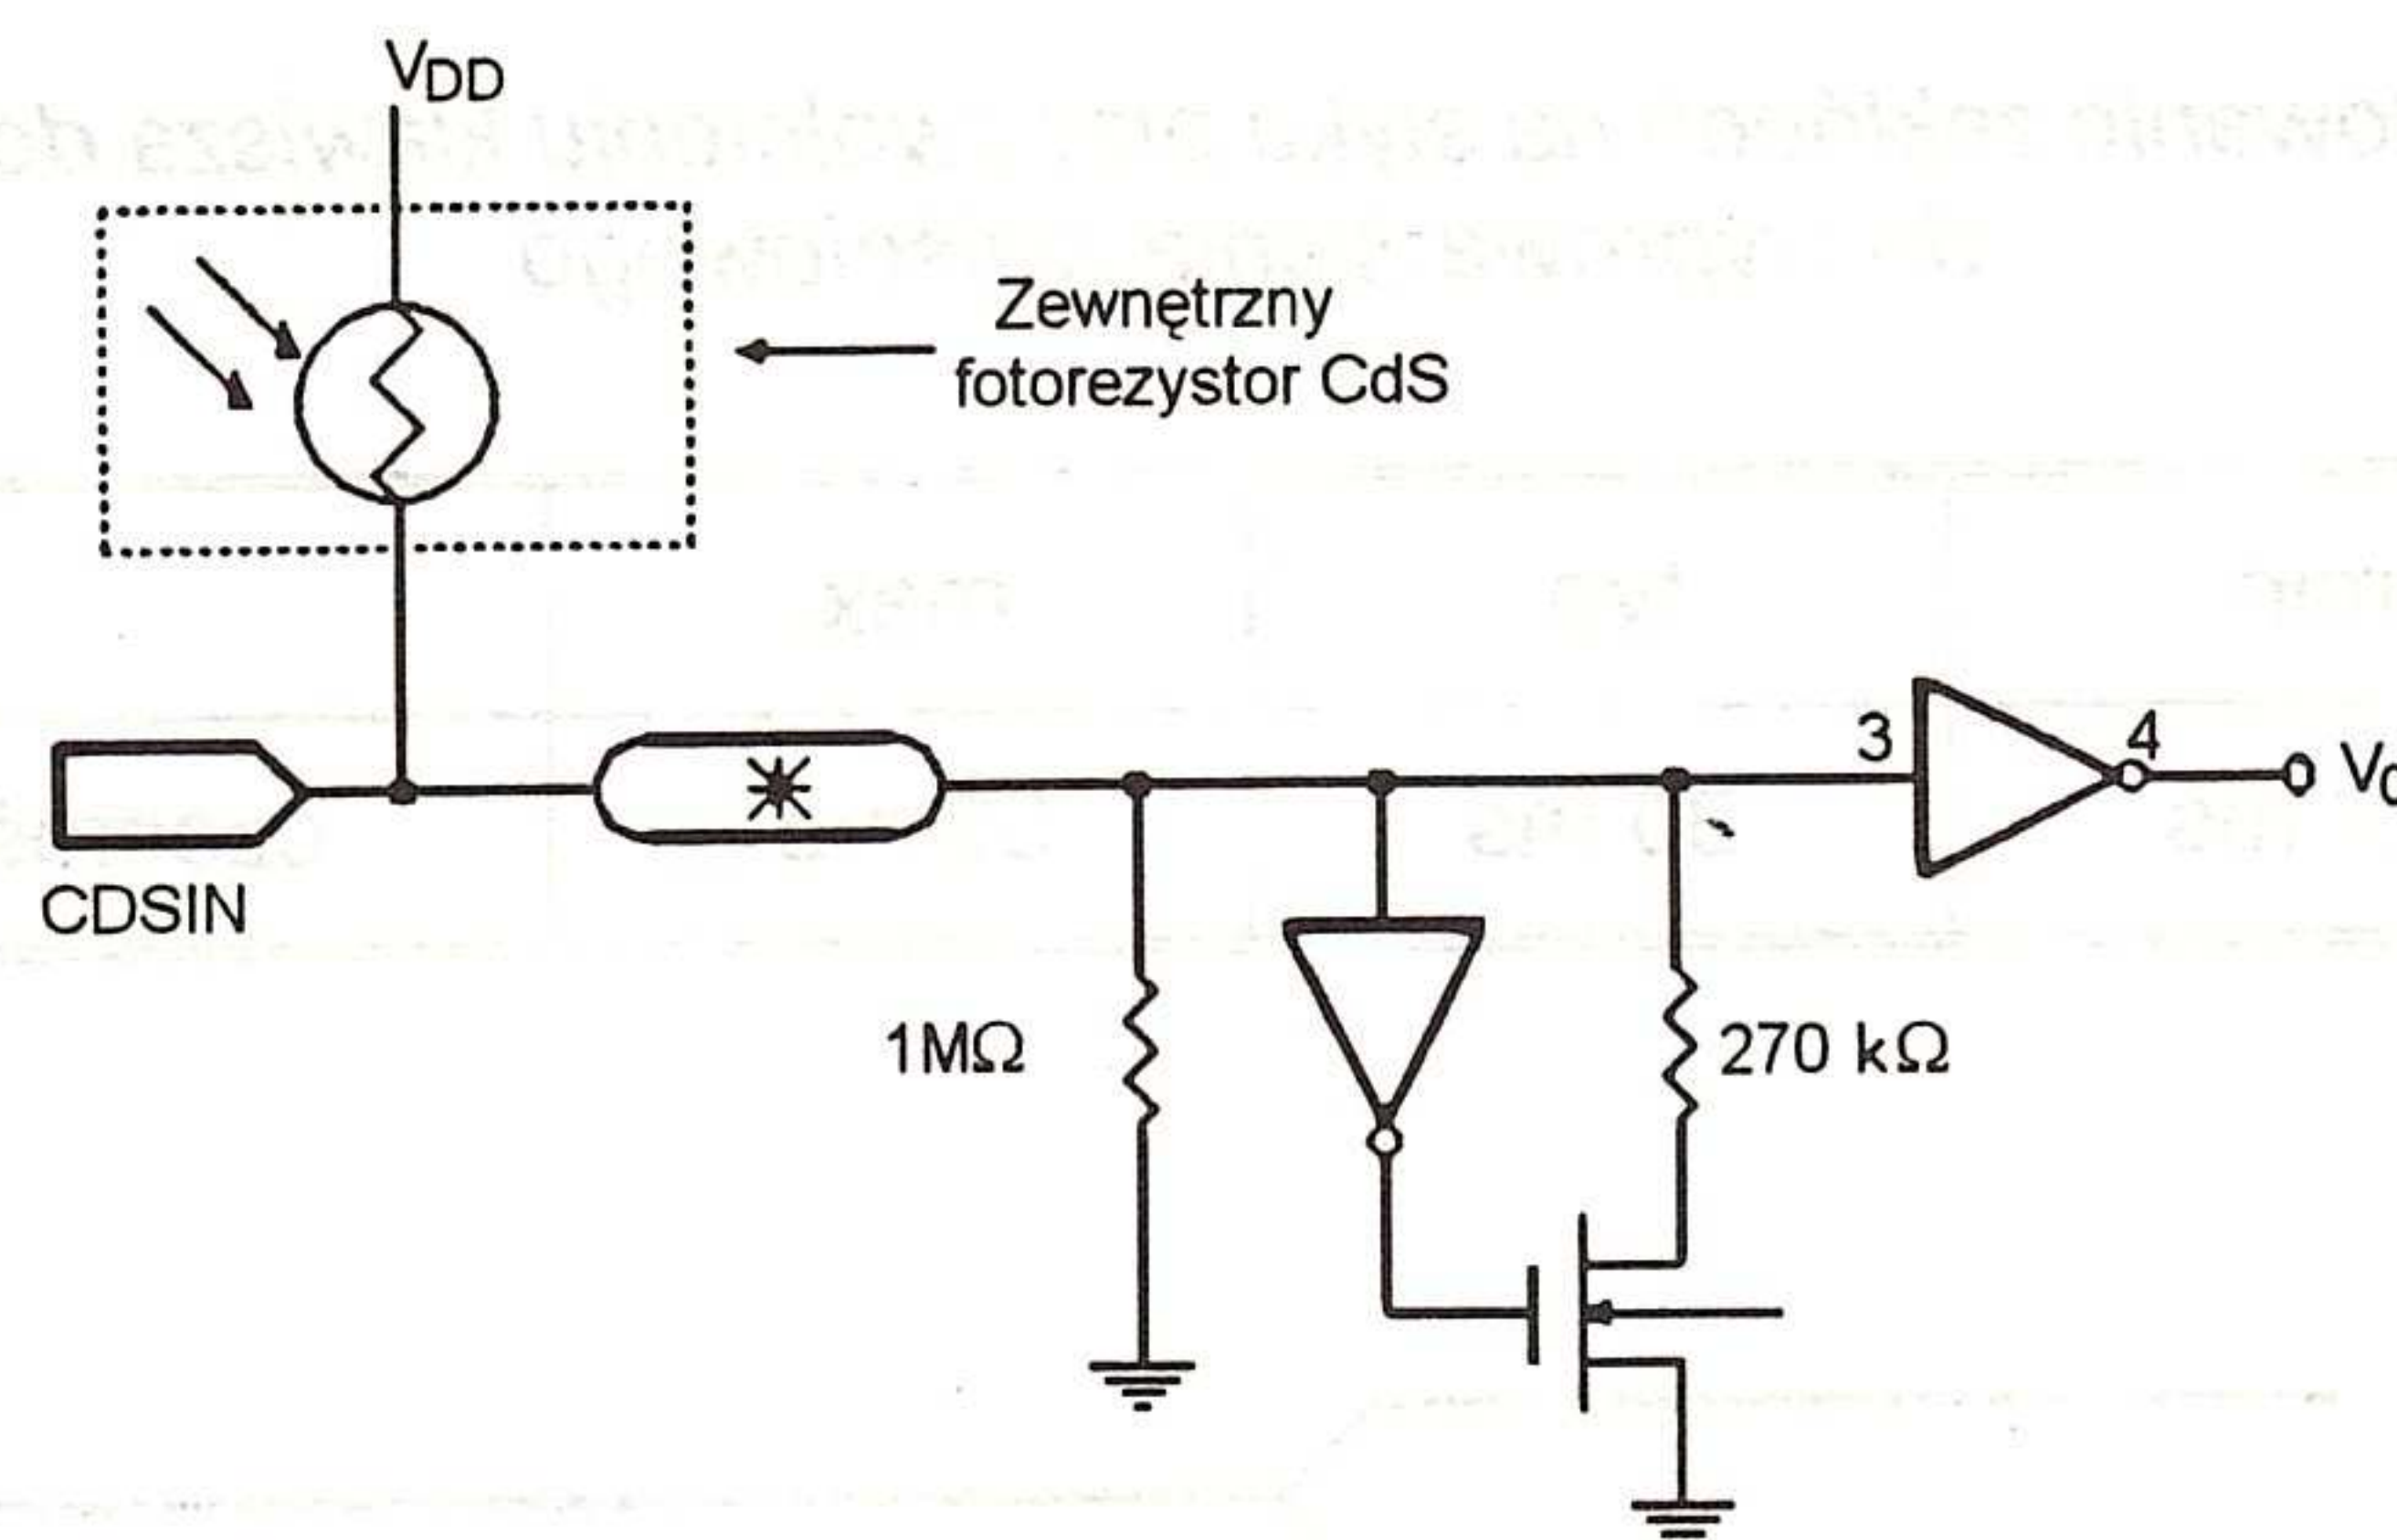 VDD
Zewnętrzny
fotorezystor CdS
3
4
CDSIN
1MΩ
270 kΩ